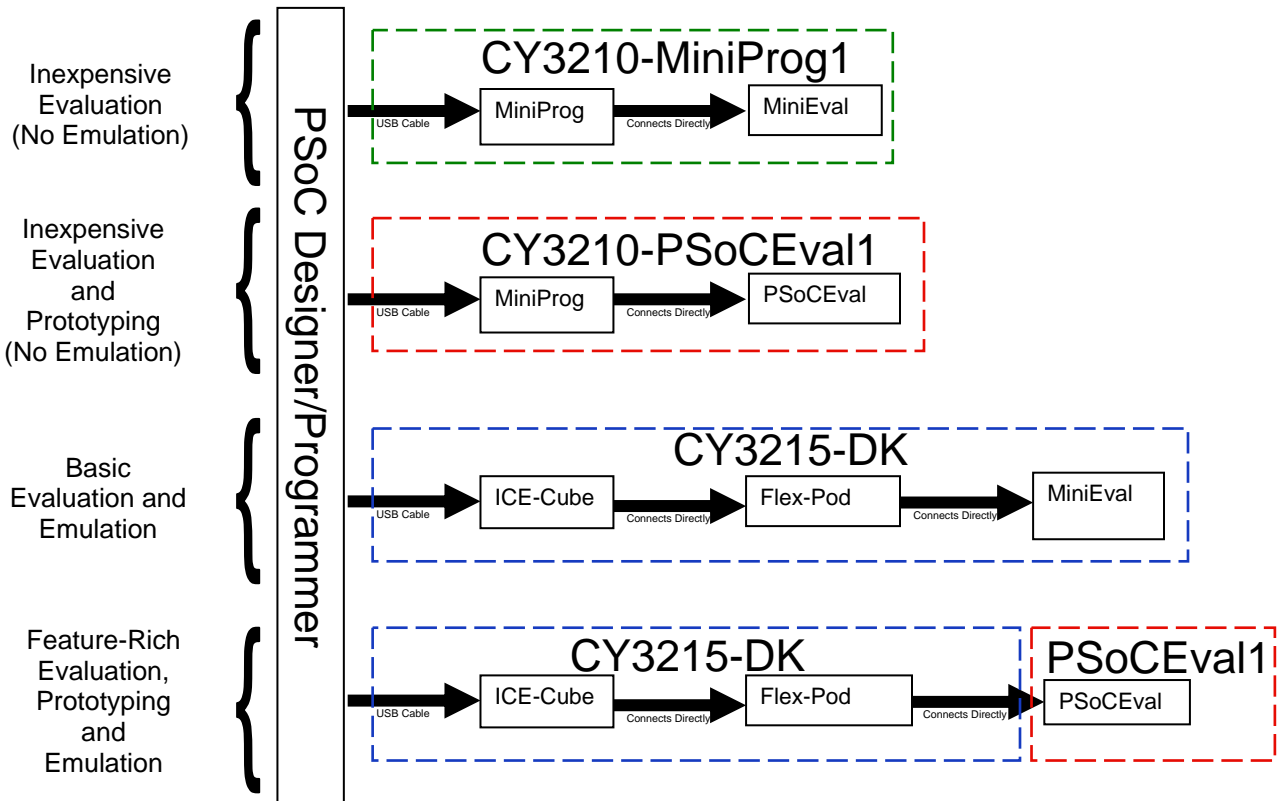 Inexpensive
Evaluation
(No Emulation)
CY3210-MiniProg1
USB Cable
MiniProg
Connects Directly
MiniEval
PSoC Designer/Programmer
Inexpensive
Evaluation
and
Prototyping
(No Emulation)
CY3210-PSoCEval1
USB Cable
MiniProg
Connects Directly
PSoCEval
Basic
Evaluation and
Emulation
CY3215-DK
USB Cable
ICE-Cube
Connects Directly
Flex-Pod
Connects Directly
MiniEval
Feature-Rich
Evaluation,
Prototyping
and
Emulation
CY3215-DK
USB Cable
ICE-Cube
Connects Directly
Flex-Pod
Connects Directly
PSoCEval1
PSoCEval